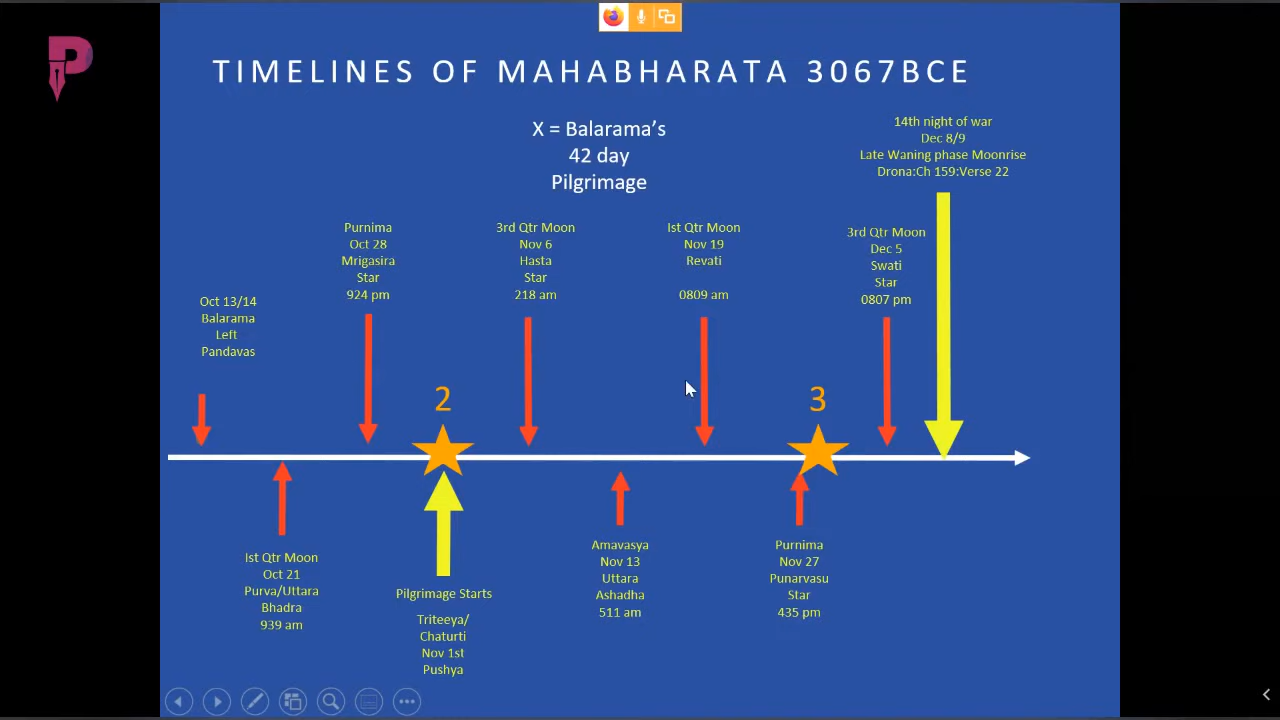 P
TIMELINES OF MAHABHARATA 3067BCE
X = Balarama's
42 day
Pilgrimage
14th night of war
Dec 8/9
Late Waning phase Moonrise
Drona:Ch 159:Verse 22
Oct 13/14
Balarama
Left
Pandavas
Purnima
Oct 28
Mrigasira
Star
924 pm
3rd Qtr Moon
Nov 6
Hasta
Star
218 am
Ist Qtr Moon
Nov 19
Revati
0809 am
3rd Qtr Moon
Dec 5
Swati
Star
0807 pm
2
3
Ist Qtr Moon
Oct 21
Purva/Uttara
Bhadra
939 am
Pilgrimage Starts
Triteeya/
Chaturti
Nov 1st
Pushya
Amavasya
Nov 13
Uttara
Ashadha
511 am
Purnima
Nov 27
Punarvasu
Star
435 pm